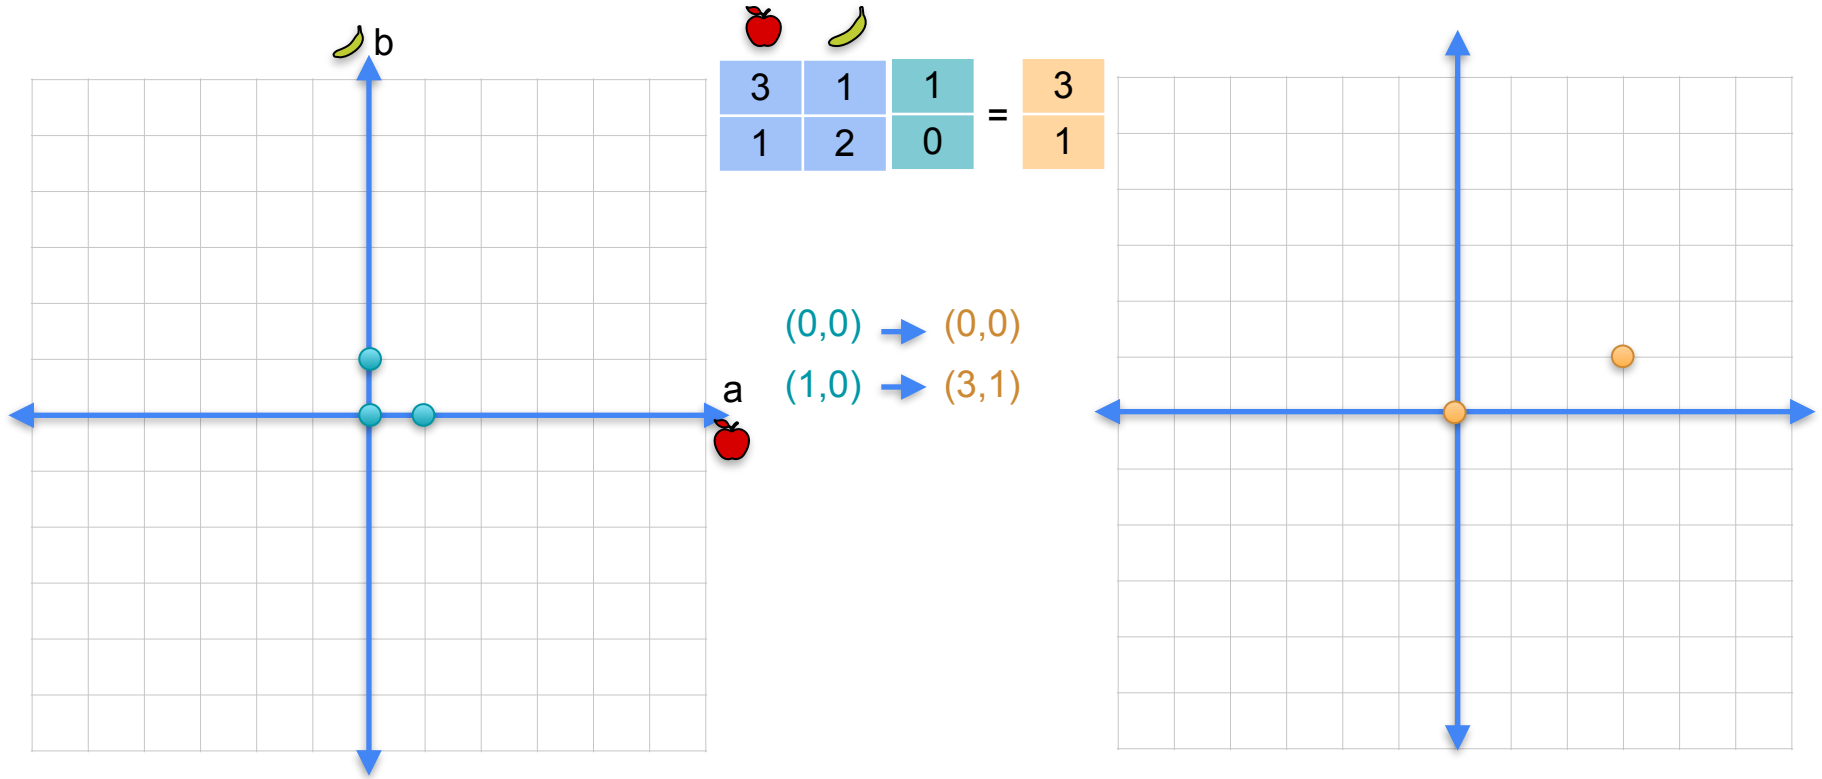 b
3 1 1 = 3
1 2 0 1
(0,0) (0,0)
(1,0) (3,1)
a